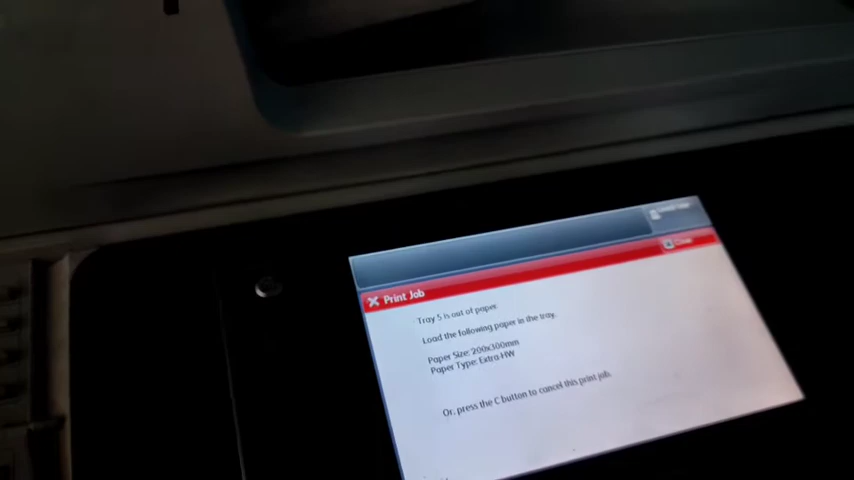 Print Job
Close
Tray 5 is out of paper.
Load the following paper in the tray.
Paper Size: 200x300mm
Paper Type: Extra-HW
Or, press the C button to cancel this print job.